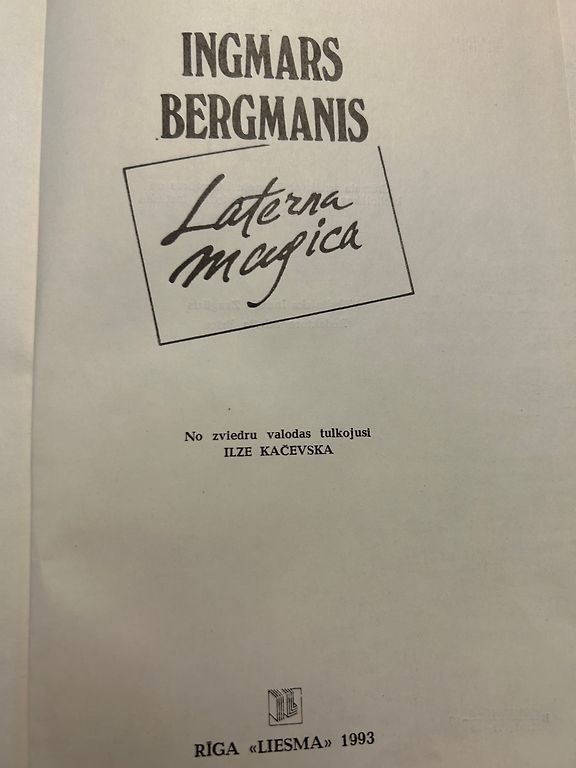 INGMARS
BERGMANIS
Laterna
magica
No zviedru valodas tulkojusi
ILZE KAČEVSKA
RĪGA «LIESMA» 1993